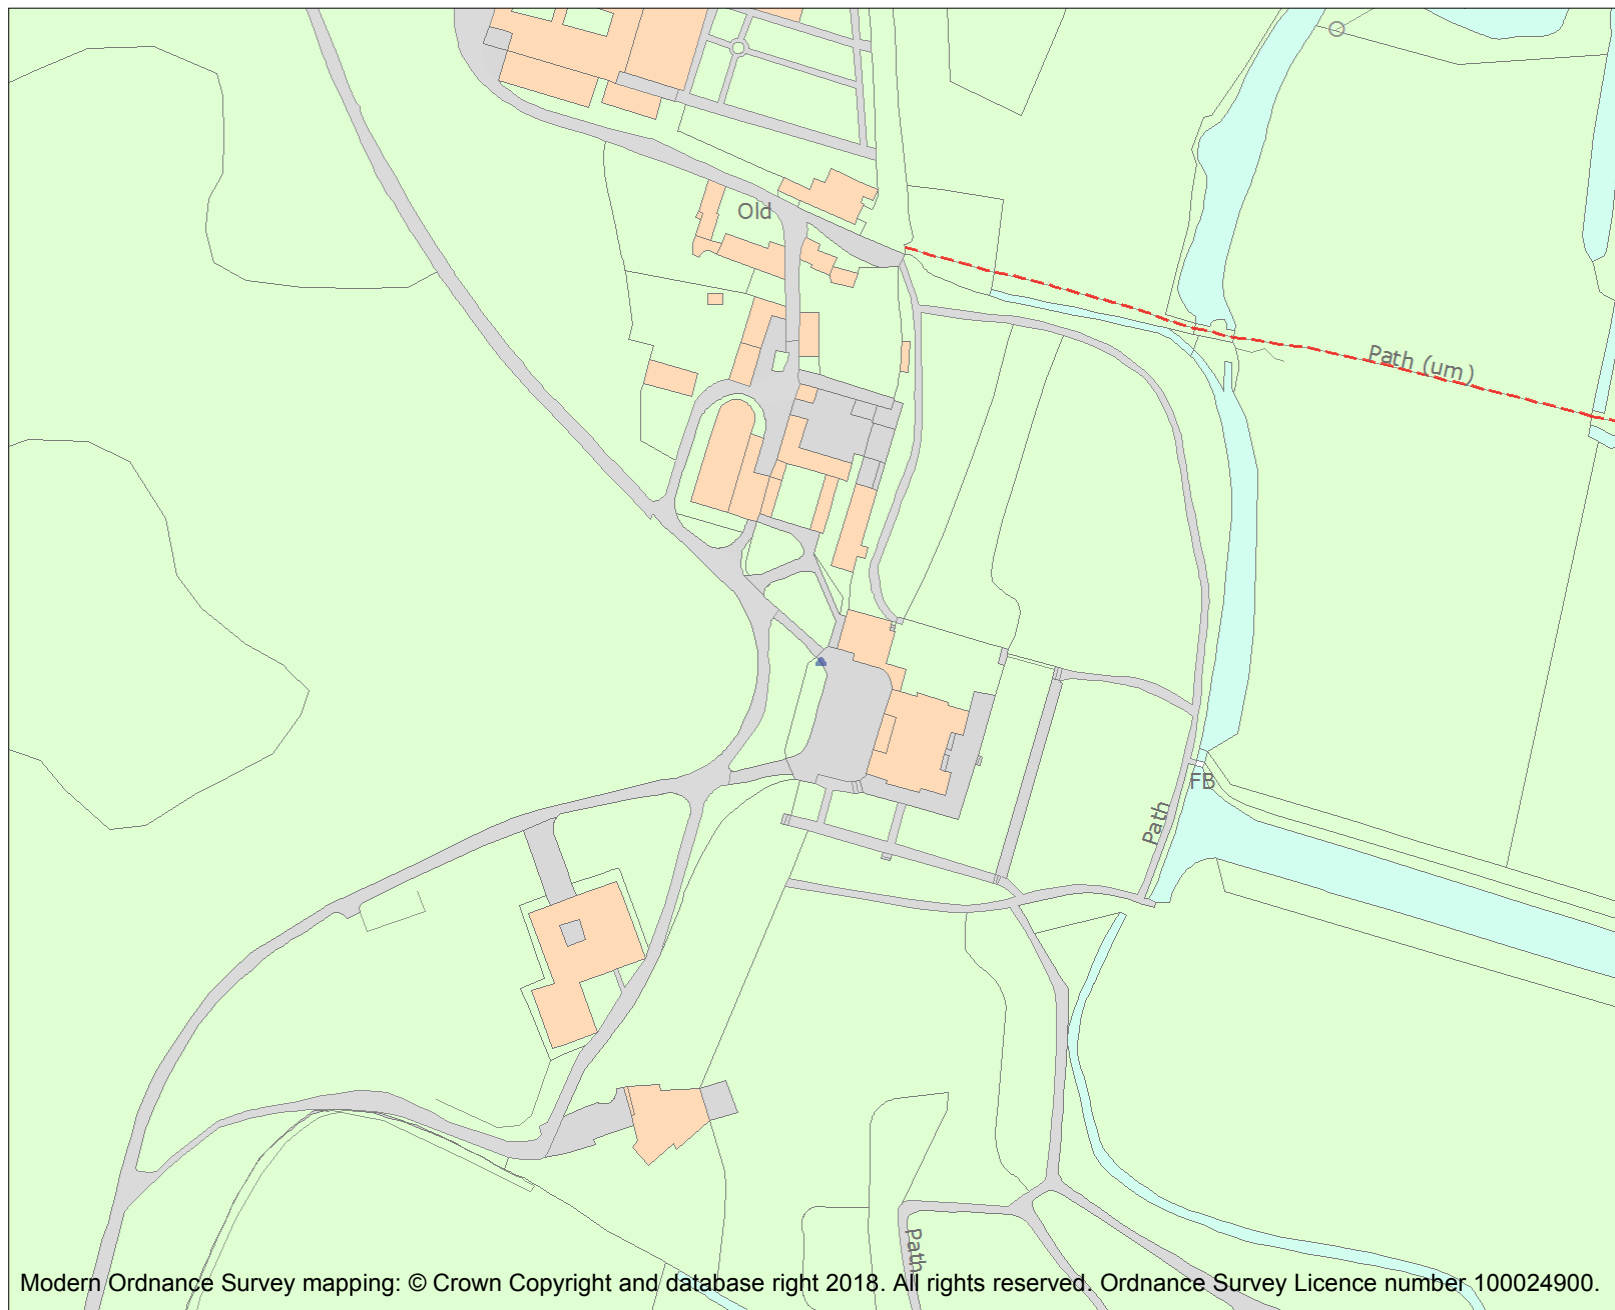 Old
Path (um)
FB
Path
Path
Modern Ordnance Survey mapping: © Crown Copyright and database right 2018. All rights reserved. Ordnance Survey Licence number 100024900.